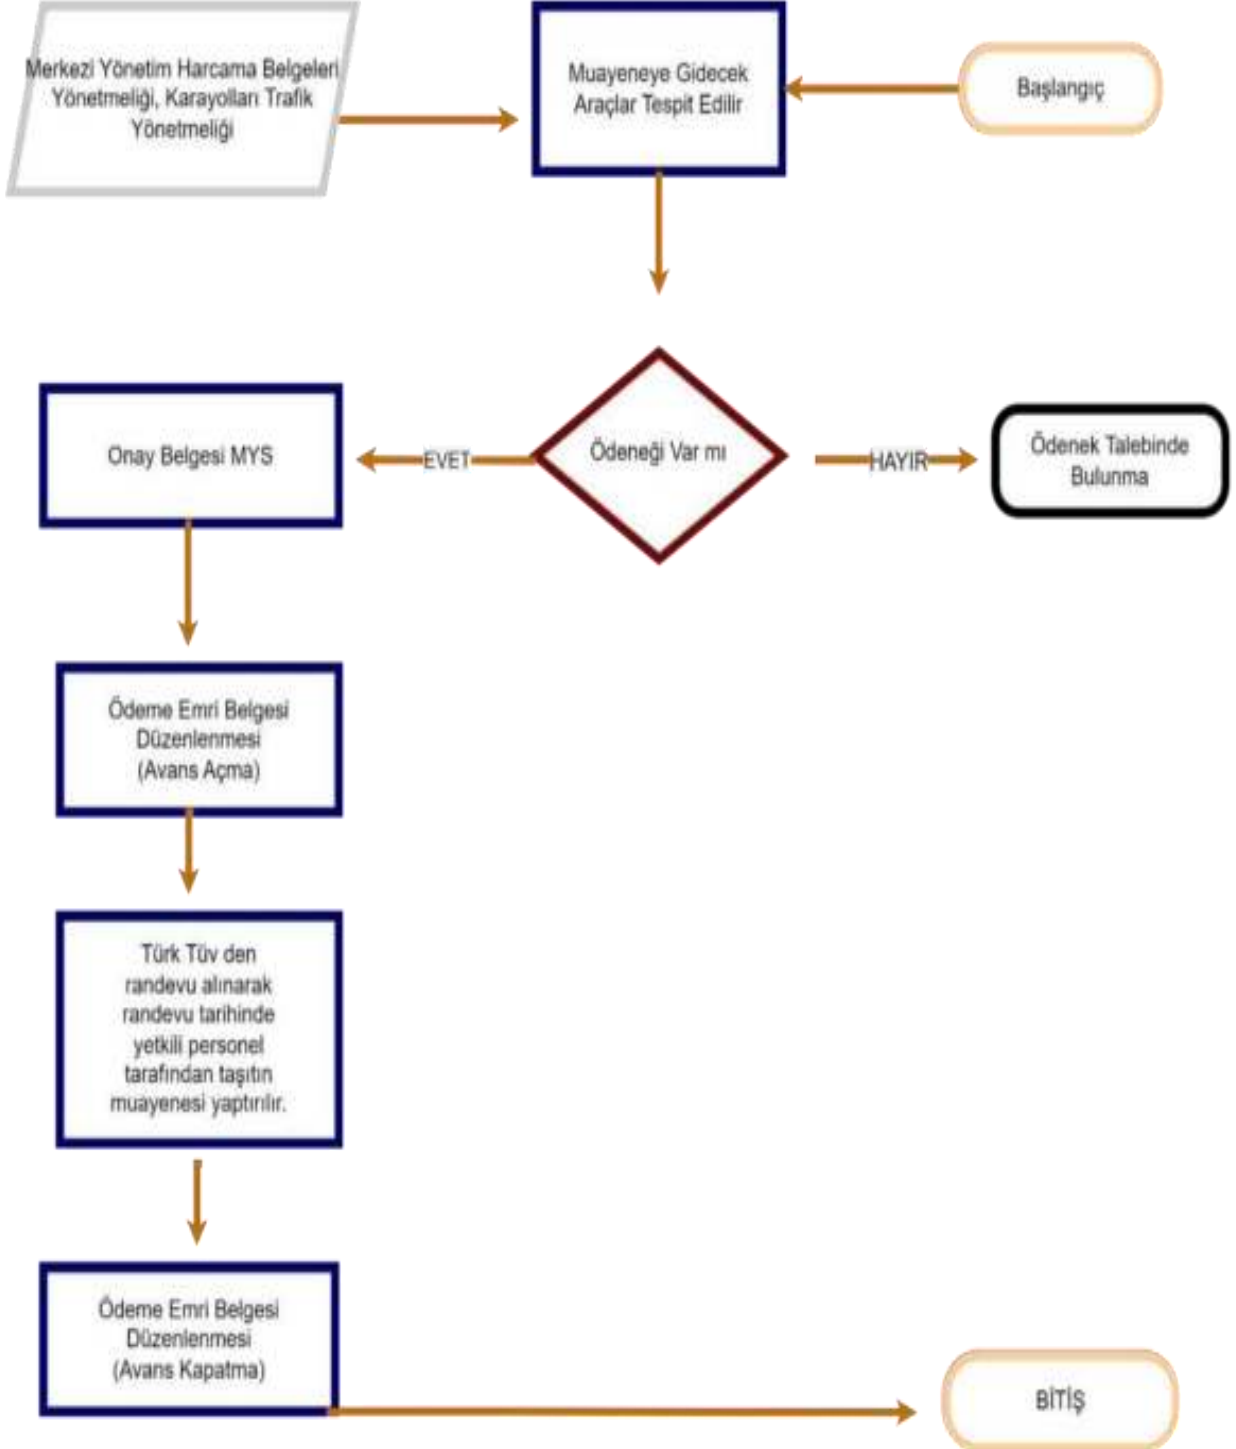 Merkezi Yönetim Harcama Belgeleri
Yönetmeliği, Karayolları Trafik
Yönetmeliği
Muayeneye Gidecek
Araçlar Tespit Edilir
Başlangıç
Onay Belgesi MYS
EVET
Ödeneği Var mı
HAYIR
Ödenek Talebinde
Bulunma
Ödeme Emri Belgesi
Düzenlenmesi
(Avans Açma)
Türk Tüv den
randevu alınarak
randevu tarihinde
yetkili personel
tarafından taşıtın
muayenesi yaptırılır.
Ödeme Emri Belgesi
Düzenlenmesi
(Avans Kapatma)
BİTİŞ